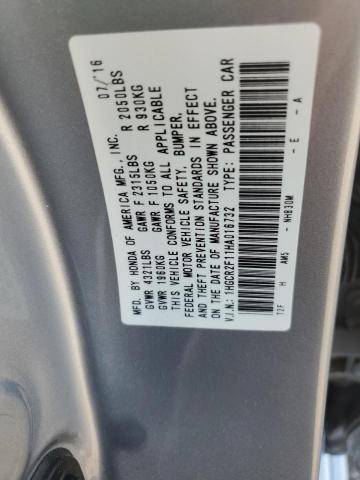 MFD. BY HONDA OF AMERICA MFG., INC. 07/16
GVWR 4321LBS GAWR F 2315LBS R 2050LBS
GVWR 1960KG GAWR F 1050KG R 930KG
THIS VEHICLE CONFORMS TO ALL APPLICABLE
FEDERAL MOTOR VEHICLE SAFETY, BUMPER,
AND THEFT PREVENTION STANDARDS IN EFFECT
ON THE DATE OF MANUFACTURE SHOWN ABOVE.
V.I.N.: 1HGCR2F11HA016732 TYPE: PASSENGER CAR
T2F H AM5 - NH830M - E - A